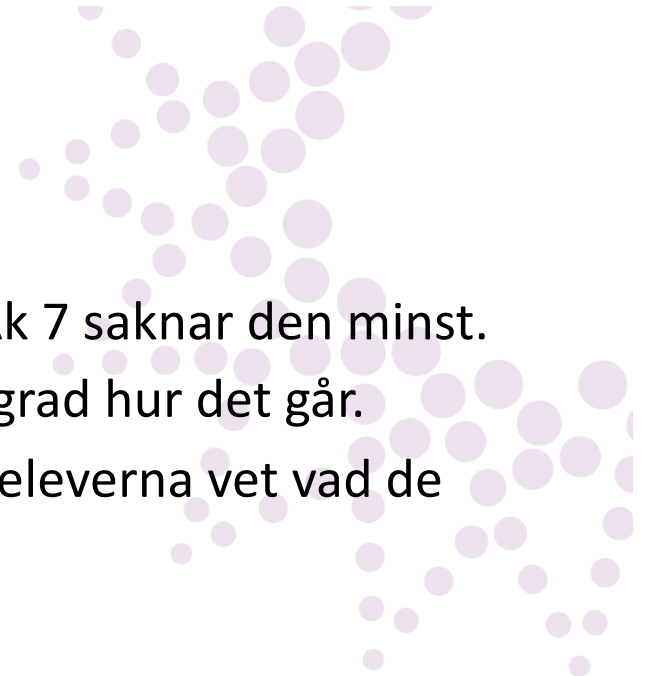 k 7 saknar den minst.
grad hur det går.
eleverna vet vad de